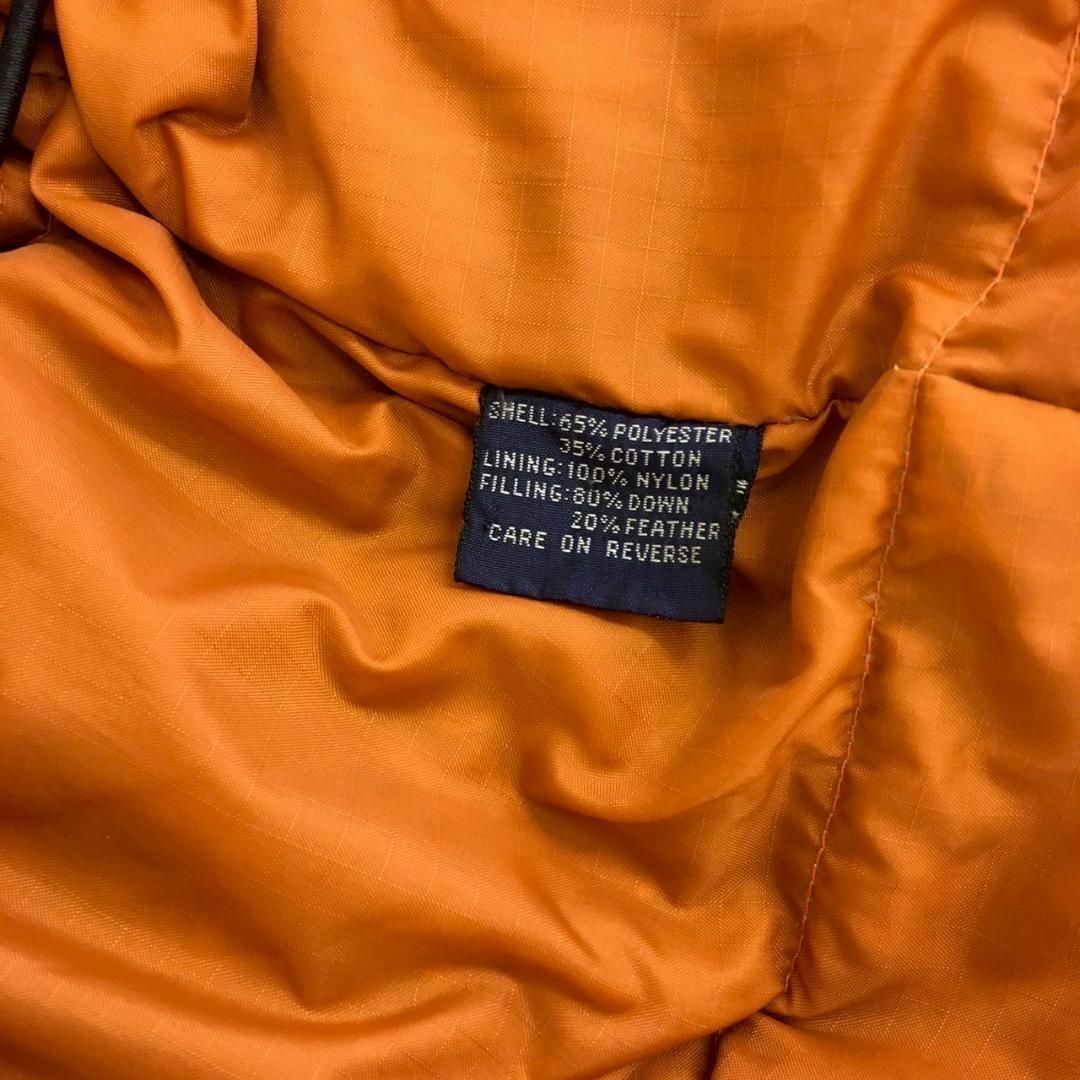 SHELL:65% POLYESTER
35% COTTON
LINING:100% NYLON
FILLING:80% DOWN
20% FEATHER
CARE ON REVERSE